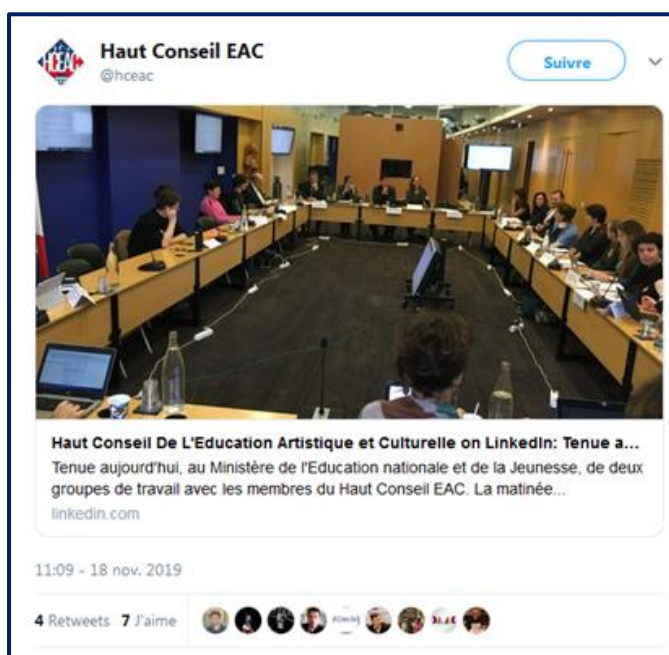 HCEAC
Haut Conseil EAC
@hceac
Suivre
Haut Conseil De L'Education Artistique et Culturelle on LinkedIn: Tenue a...
Tenue aujourd'hui, au Ministère de l'Education nationale et de la Jeunesse, de deux
groupes de travail avec les membres du Haut Conseil EAC. La matinée...
linkedin.com
11:09 - 18 nov. 2019
4 Retweets 7 J'aime